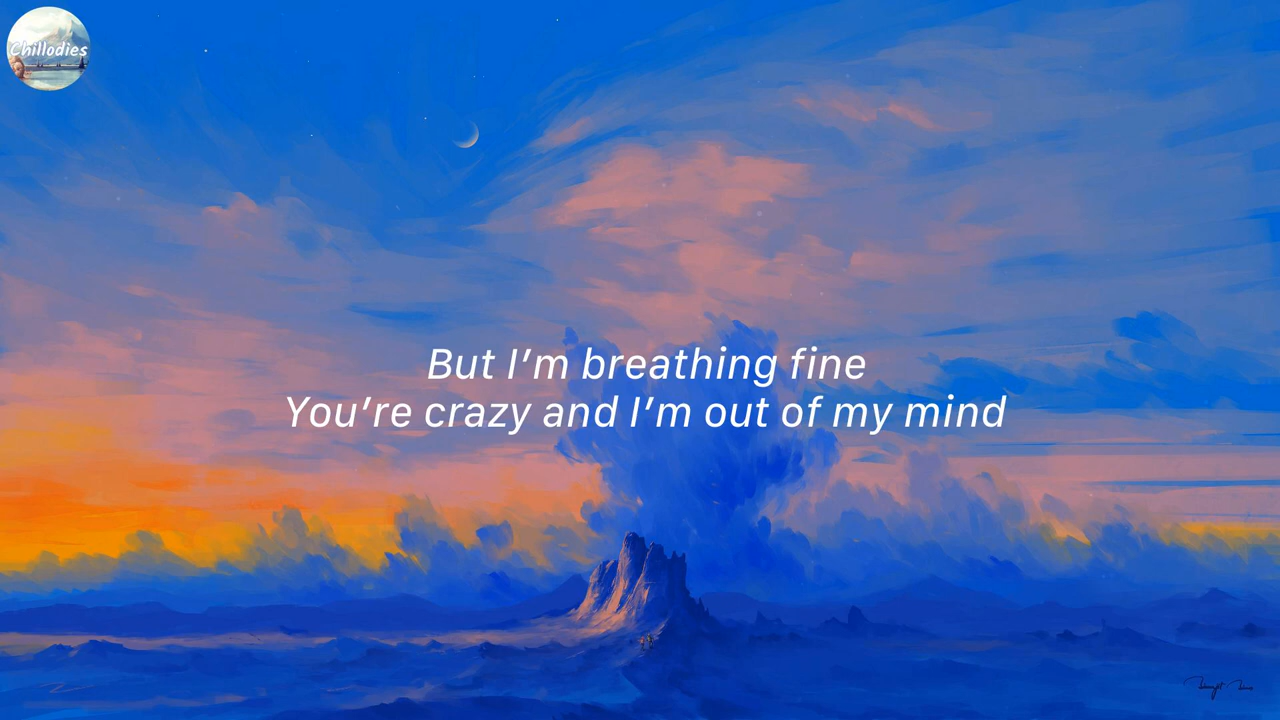 Chillodies
But I’m breathing fine
You’re crazy and I’m out of my mind